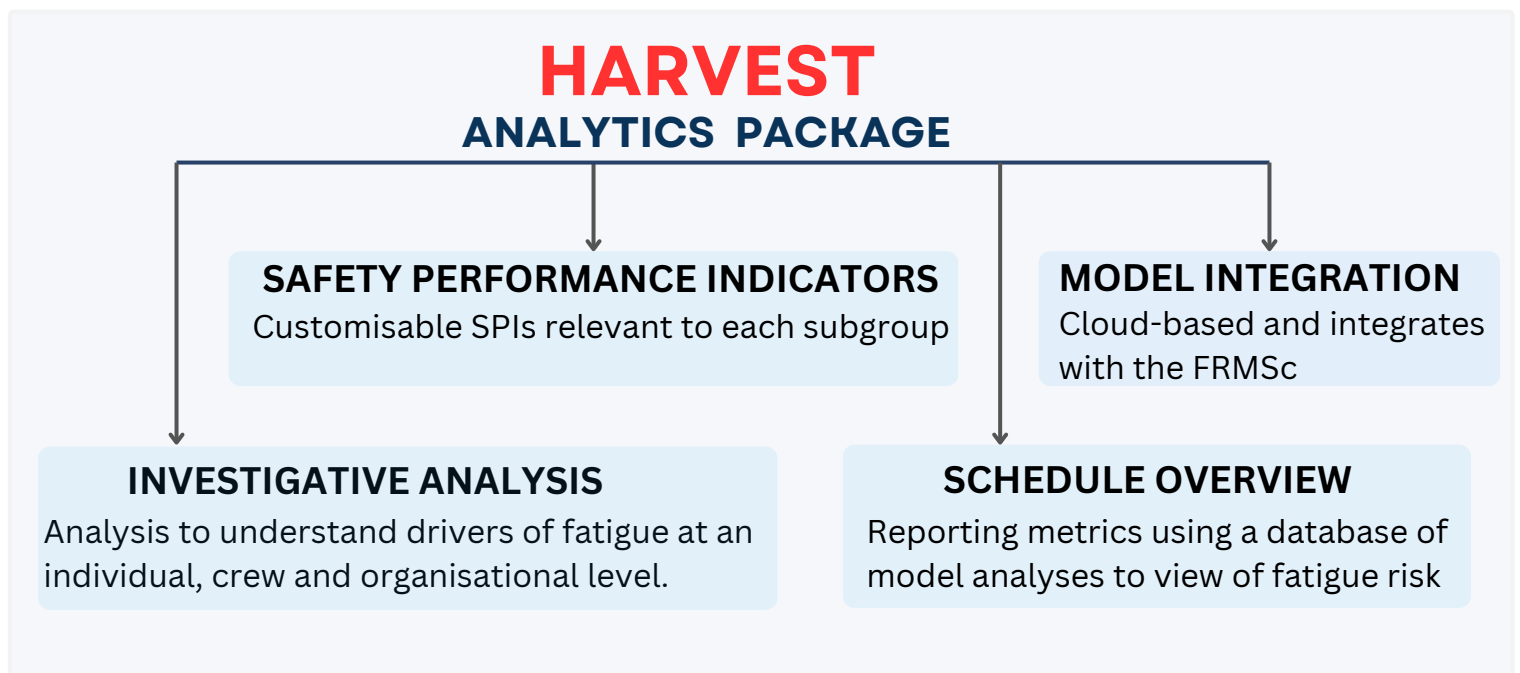 HARVEST
ANALYTICS PACKAGE
SAFETY PERFORMANCE INDICATORS
Customisable SPIs relevant to each subgroup
MODEL INTEGRATION
Cloud-based and integrates
with the FRMSc
INVESTIGATIVE ANALYSIS
Analysis to understand drivers of fatigue at an
individual, crew and organisational level.
SCHEDULE OVERVIEW
Reporting metrics using a database of
model analyses to view of fatigue risk